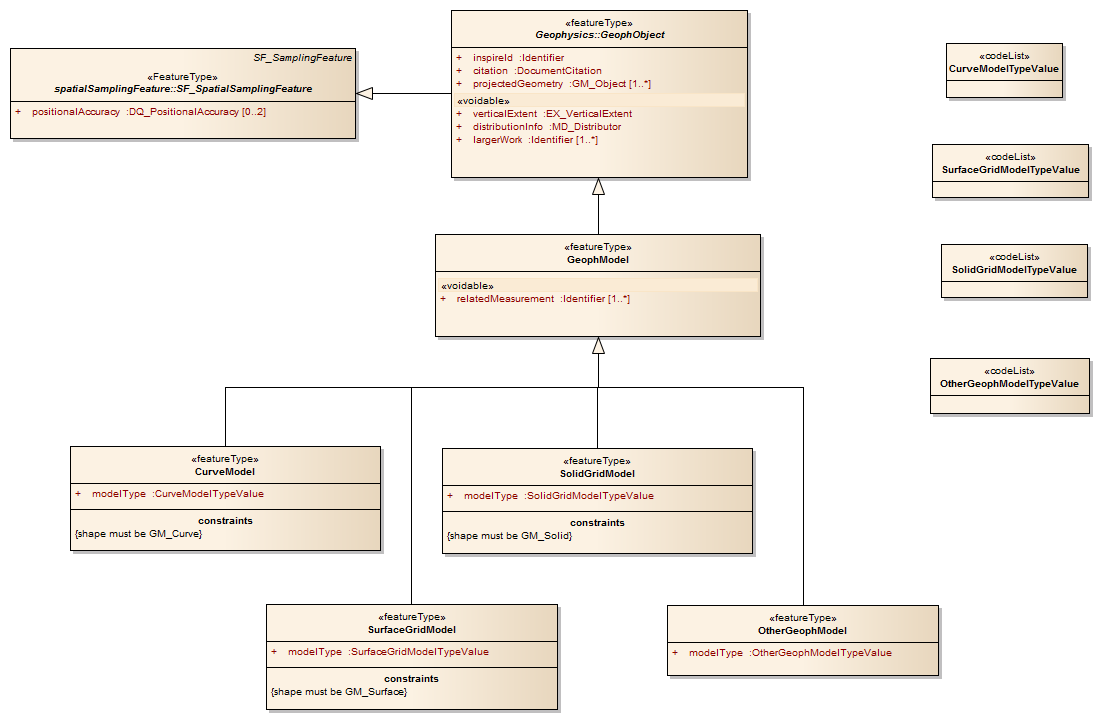 SF_SamplingFeature
«FeatureType»
spatialSamplingFeature::SF_SpatialSamplingFeature
+ positionalAccuracy :DQ_PositionalAccuracy [0..2]
«featureType»
Geophysics::GeophObject
+ inspireId :Identifier
+ citation :DocumentCitation
+ projectedGeometry :GM_Object [1..*]
«voidable»
+ verticalExtent :EX_VerticalExtent
+ distributionInfo :MD_Distributor
+ largerWork :Identifier [1..*]
«codeList»
CurveModelTypeValue
«codeList»
SurfaceGridModelTypeValue
«codeList»
SolidGridModelTypeValue
«codeList»
OtherGeophModelTypeValue
«featureType»
GeophModel
«voidable»
+ relatedMeasurement :Identifier [1..*]
«featureType»
CurveModel
+ modelType :CurveModelTypeValue
constraints
{shape must be GM_Curve}
«featureType»
SolidGridModel
+ modelType :SolidGridModelTypeValue
constraints
{shape must be GM_Solid}
«featureType»
SurfaceGridModel
+ modelType :SurfaceGridModelTypeValue
constraints
{shape must be GM_Surface}
«featureType»
OtherGeophModel
+ modelType :OtherGeophModelTypeValue